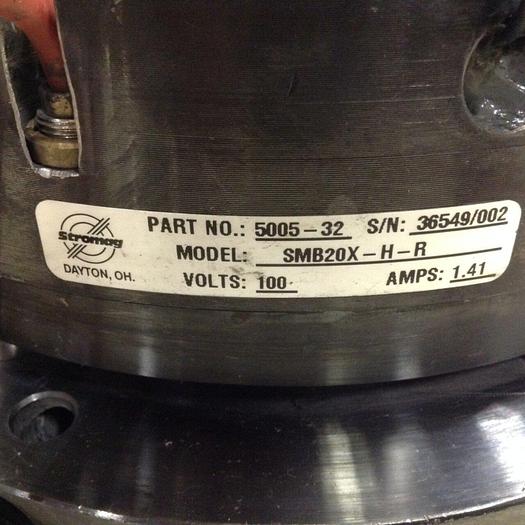 Stromag
DAYTON, OH.
PART NO.: 5005-32 S/N: 36549/002
MODEL: SMB20X-H-R
VOLTS: 100 AMPS: 1.41